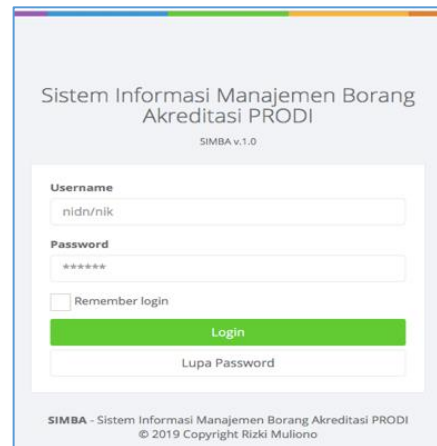 Sistem Informasi Manajemen Borang
Akreditasi PRODI
SIMBA v.1.0
Username
nidn/nik
Password
******
Remember login
Login
Lupa Password
SIMBA - Sistem Informasi Manajemen Borang Akreditasi PRODI
© 2019 Copyright Rizki Muliono